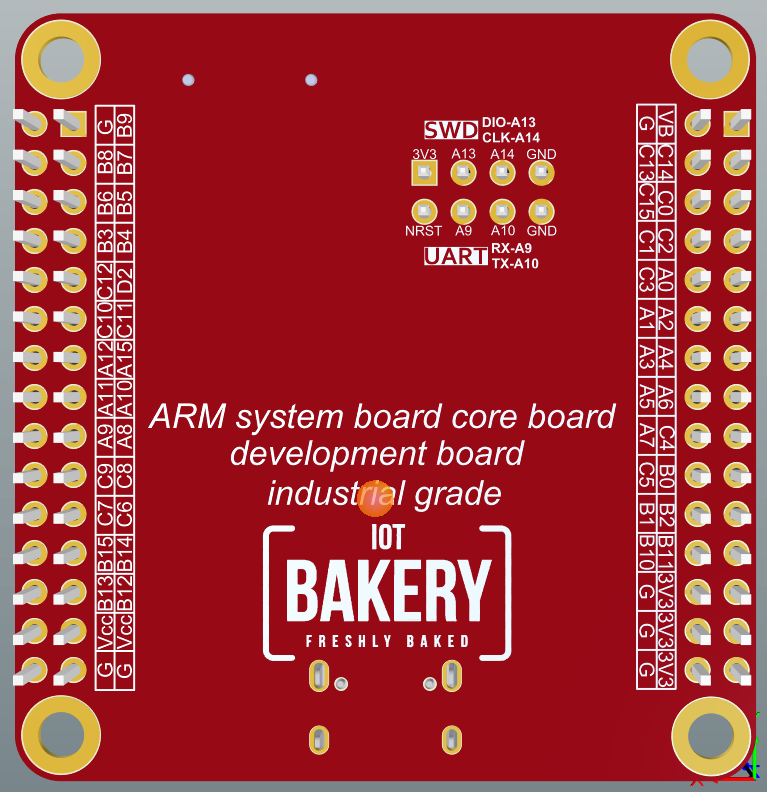 SWD DIO-A13
CLK-A14
3V3 A13 A14 GND
NRST A9 A10 GND
UART RX-A9
TX-A10
G B9
B8 B7
B6 B5
B3 B4
C12 D2
C10 C11
A12 A15
A11 A10
A9 A8
C9 C8
C7 C6
B15 B14
B13 B12
Vcc Vcc
G G
G VB
C13 C14
C15 C0
C1 C2
C3 A0
A1 A2
A3 A4
A5 A6
A7 C4
C5 B0
B1 B2
B10 B11
G 3V3
G 3V3
G 3V3
ARM system board core board
development board
industrial grade
IOT
BAKERY
FRESHLY BAKED